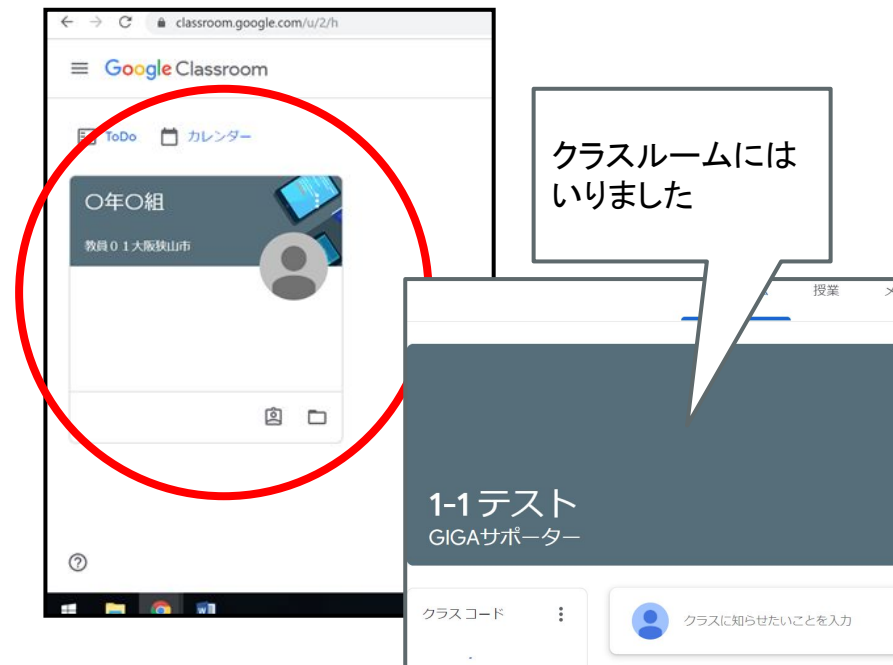 classroom.google.com/u/2/h
Google Classroom
ToDo カレンダー
〇年〇組
教員０１大阪狭山市
クラスルームには
いりました
授業
1-1 テスト
GIGAサポーター
クラス コード
クラスに知らせたいことを入力